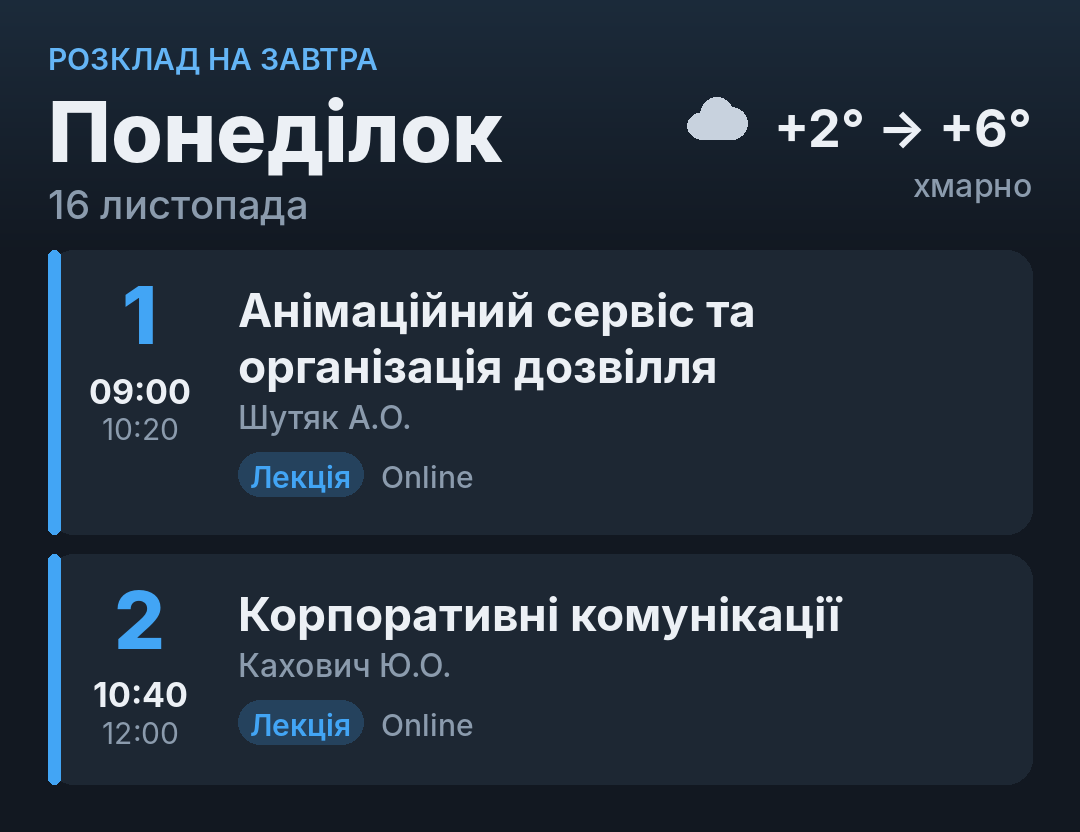 РОЗКЛАД НА ЗАВТРА
Понеділок
+2° → +6°
16 листопада
хмарно
1
09:00
10:20
Анімаційний сервіс та
організація дозвілля
Шутяк А.О.
Лекція Online
2
10:40
12:00
Корпоративні комунікації
Кахович Ю.О.
Лекція Online